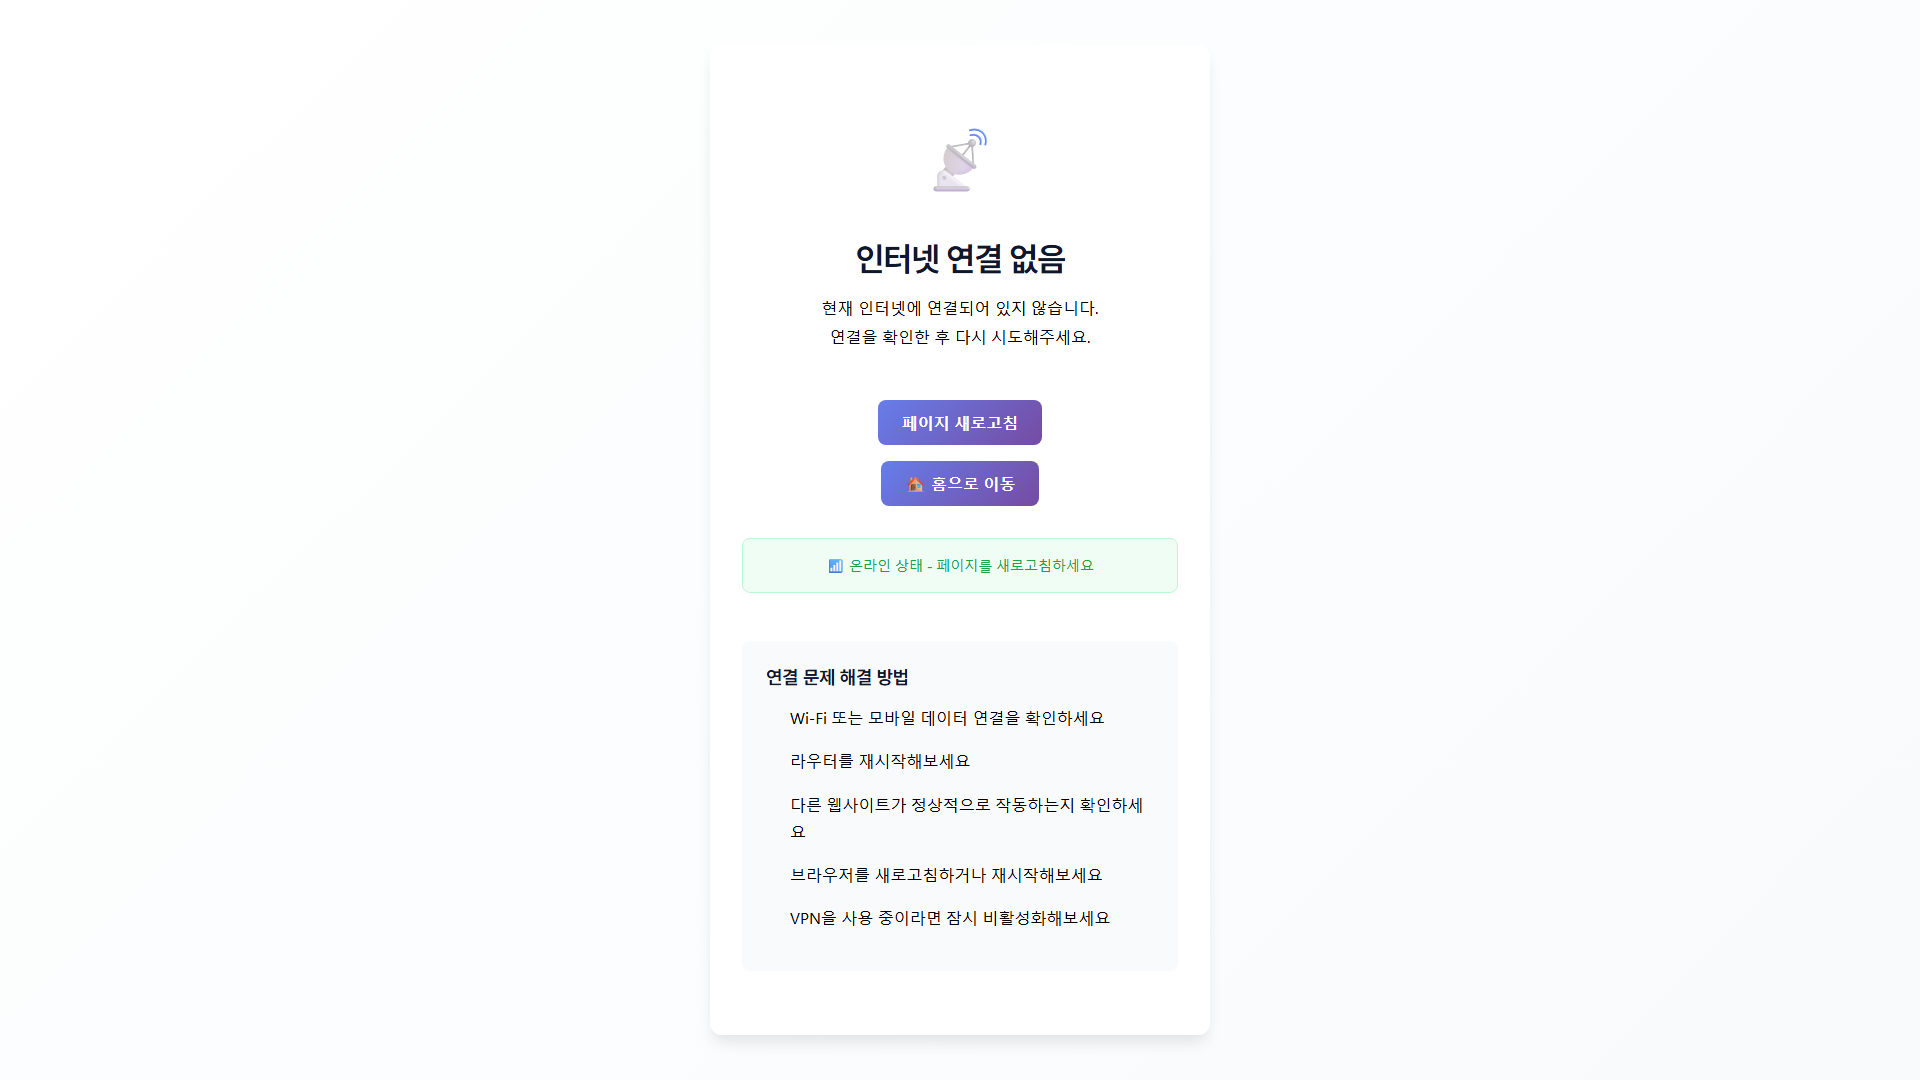 인터넷 연결 없음
현재 인터넷에 연결되어 있지 않습니다.
연결을 확인한 후 다시 시도해주세요.
페이지 새로고침
🏠 홈으로 이동
📶 온라인 상태 - 페이지를 새로고침하세요
연결 문제 해결 방법
Wi-Fi 또는 모바일 데이터 연결을 확인하세요
라우터를 재시작해보세요
다른 웹사이트가 정상적으로 작동하는지 확인하세
요
브라우저를 새로고침하거나 재시작해보세요
VPN을 사용 중이라면 잠시 비활성화해보세요